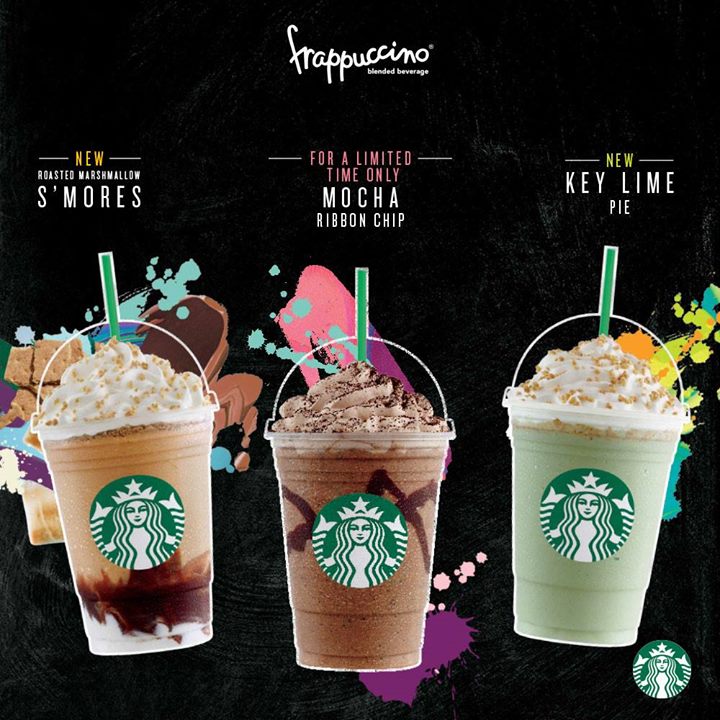 frappuccino®
blended beverage
NEW
ROASTED MARSHMALLOW
S'MORES
FOR A LIMITED
TIME ONLY
MOCHA
RIBBON CHIP
NEW
KEY LIME
PIE